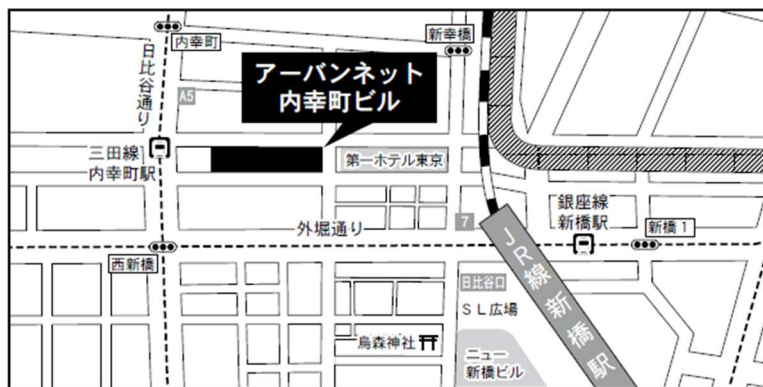 内幸町
新幸橋
日比谷通り
アーバンネット
内幸町ビル
A5
三田線
内幸町駅
第一ホテル東京
銀座線
新橋駅
7
外堀通り
新橋1
西新橋
JR線新橋駅
日比谷口
SL広場
烏森神社
ニュー
新橋ビル